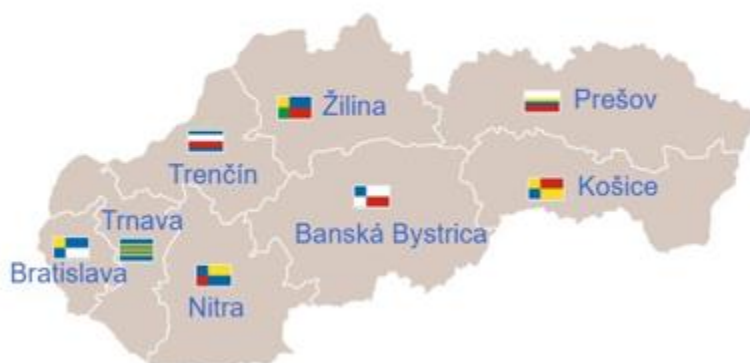 Žilina
Prešov
Trenčín
Košice
Trnava
Banská Bystrica
Bratislava
Nitra